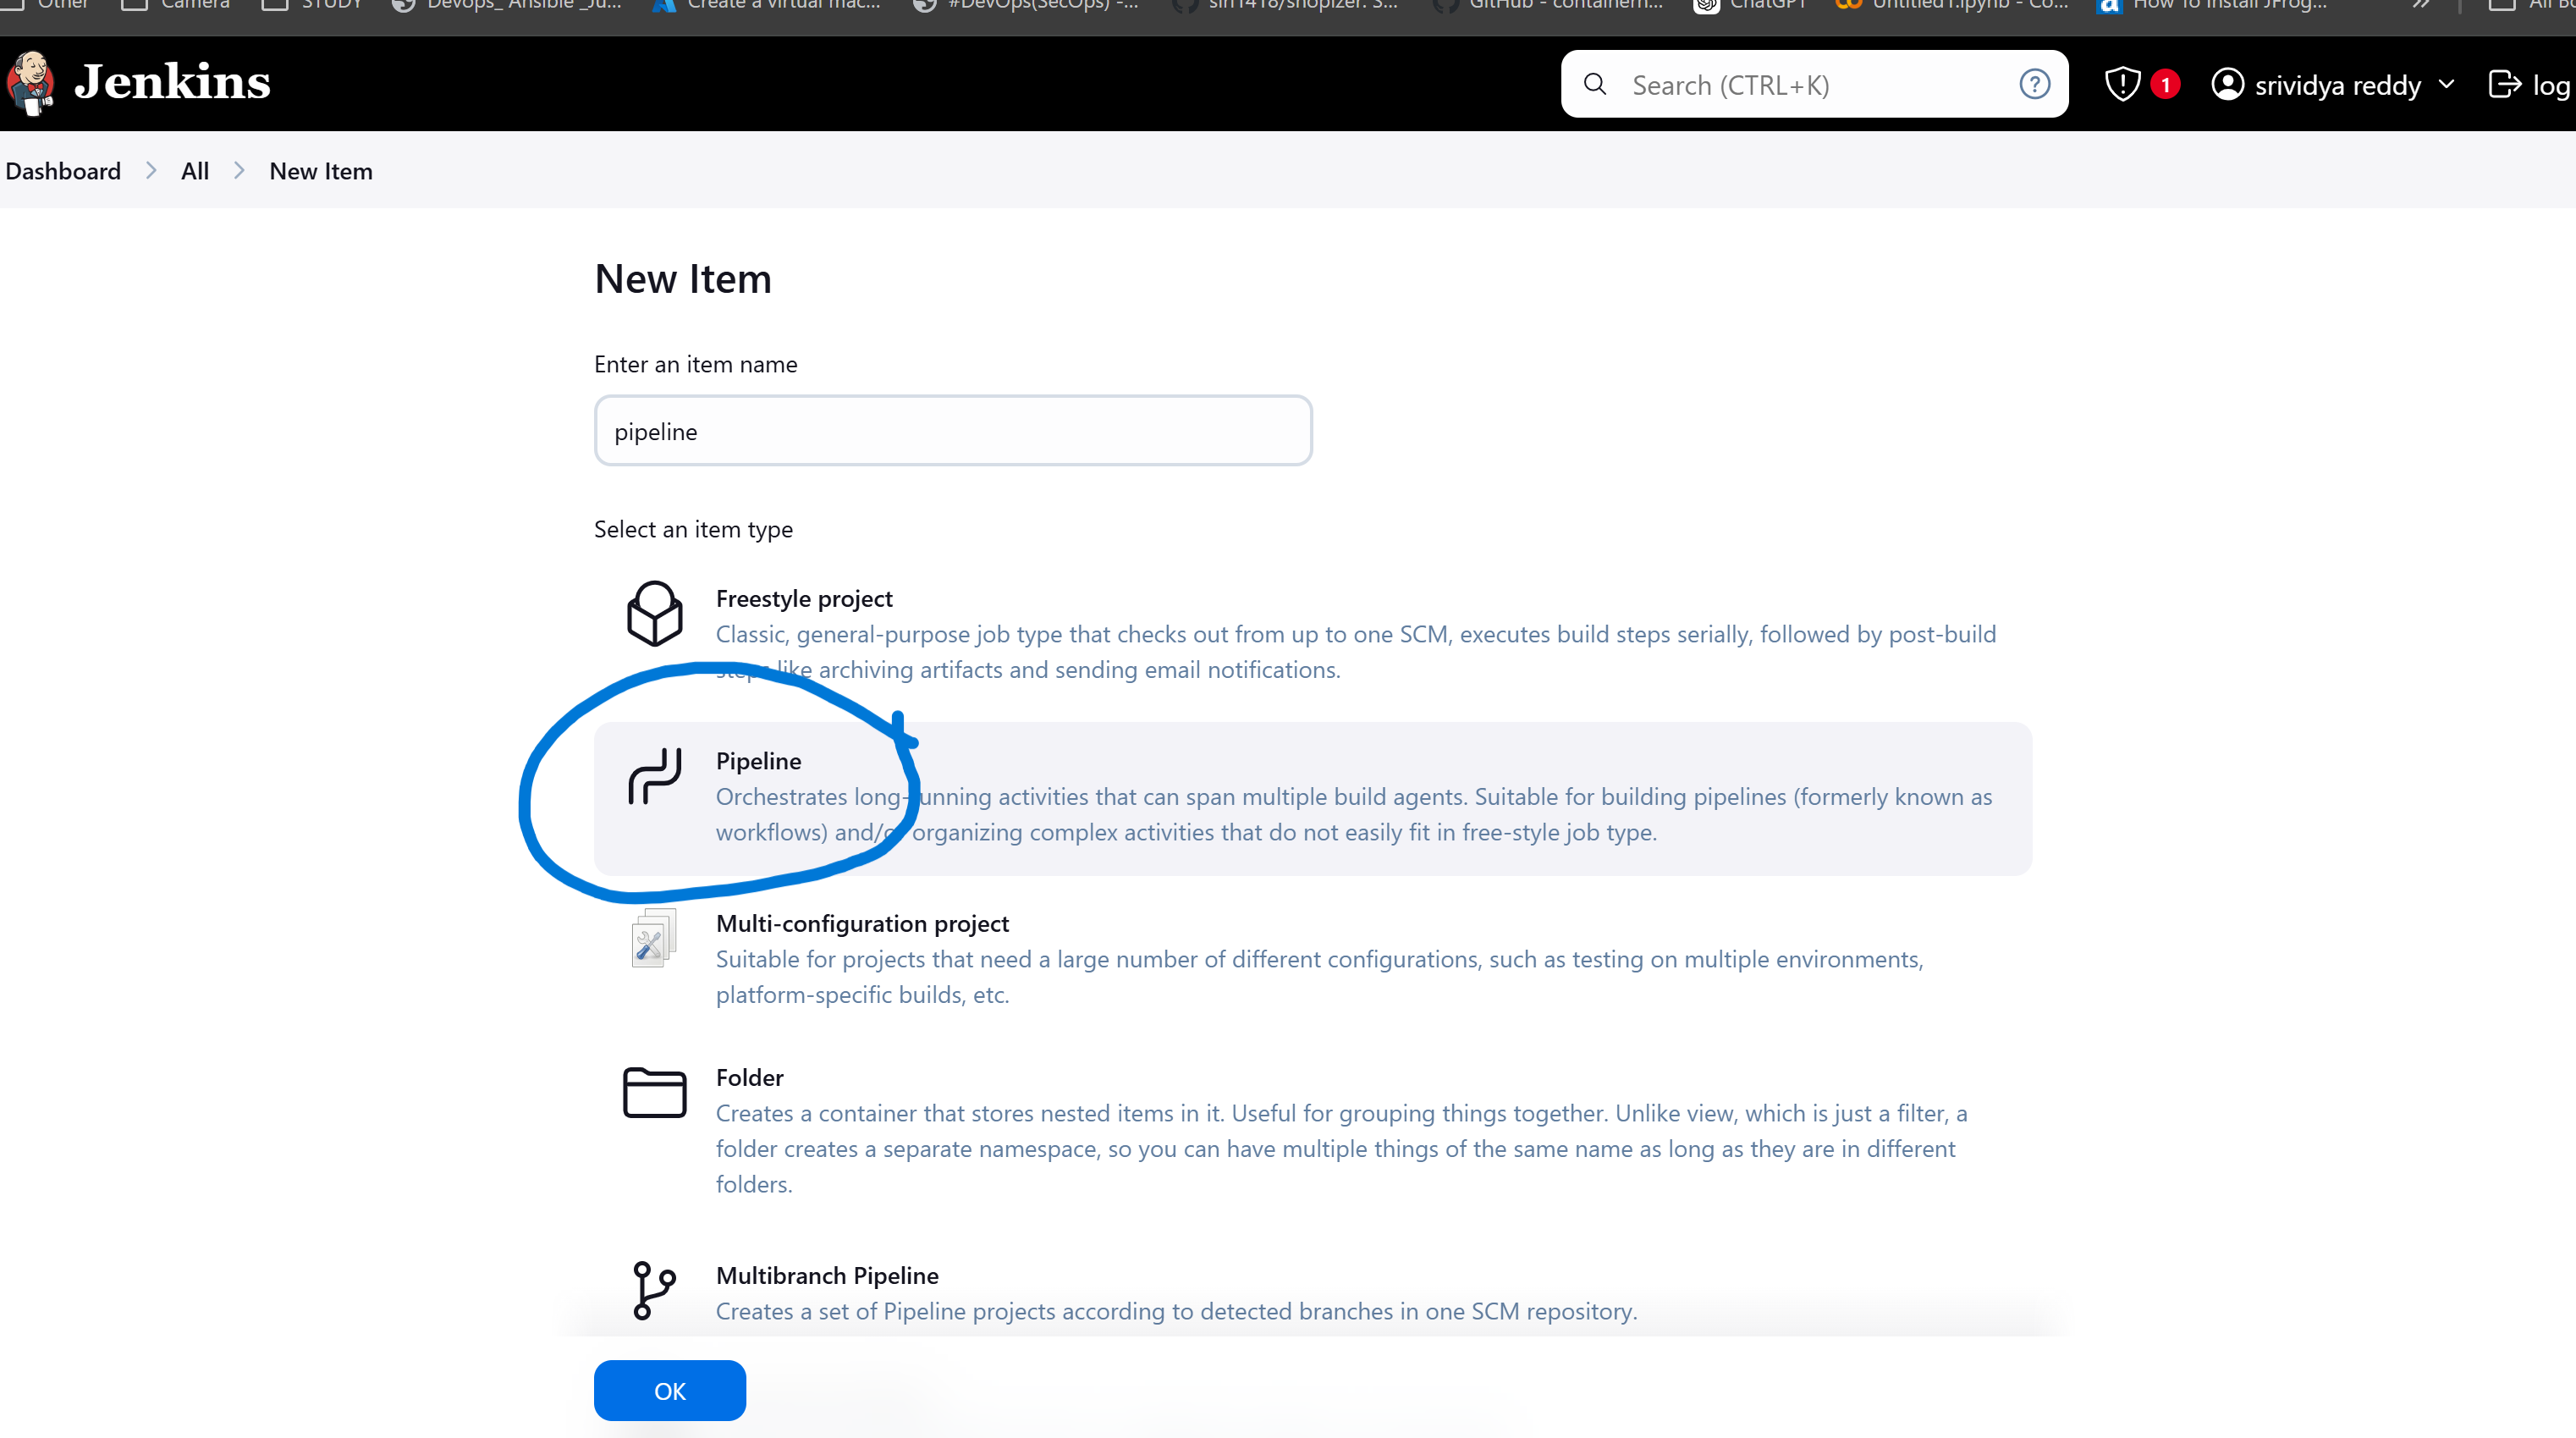 Other Camera STUDY Devops_ Ansible _Ju... Create a virtual mac... #DevOps(SecOps) -... siri1418/shopizer: S... GitHub - containern... ChatGPT Untitled1.ipynb - Co... How To Install JFrog... »
Jenkins Search (CTRL+K) ? 1 srividya reddy log
Dashboard > All > New Item
New Item
Enter an item name
pipeline
Select an item type
Freestyle project
Classic, general-purpose job type that checks out from up to one SCM, executes build steps serially, followed by post-build
steps like archiving artifacts and sending email notifications.
Pipeline
Orchestrates long-running activities that can span multiple build agents. Suitable for building pipelines (formerly known as
workflows) and/or organizing complex activities that do not easily fit in free-style job type.
Multi-configuration project
Suitable for projects that need a large number of different configurations, such as testing on multiple environments,
platform-specific builds, etc.
Folder
Creates a container that stores nested items in it. Useful for grouping things together. Unlike view, which is just a filter, a
folder creates a separate namespace, so you can have multiple things of the same name as long as they are in different
folders.
Multibranch Pipeline
Creates a set of Pipeline projects according to detected branches in one SCM repository.
OK